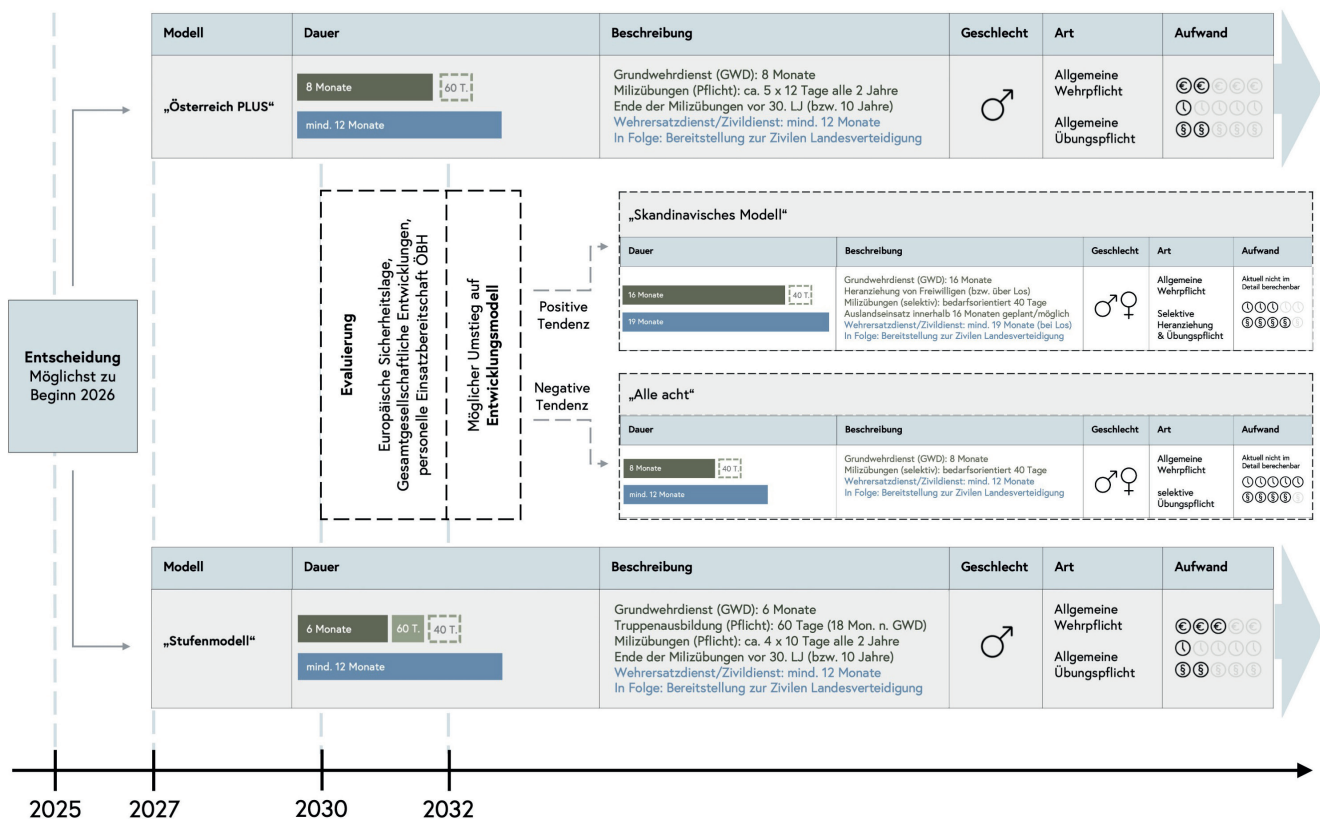 Modell
Dauer
Beschreibung
Geschlecht
Art
Aufwand
„Österreich PLUS“
8 Monate
60 T.
mind. 12 Monate
Grundwehrdienst (GWD): 8 Monate
Milizübungen (Pflicht): ca. 5 x 12 Tage alle 2 Jahre
Ende der Milizübungen vor 30. LJ (bzw. 10 Jahre)
Wehrersatzdienst/Zivildienst: mind. 12 Monate
In Folge: Bereitstellung zur Zivilen Landesverteidigung
Allgemeine
Wehrpflicht
Allgemeine
Übungspflicht
€€€€€
§§§§§
Entscheidung
Möglichst zu
Beginn 2026
Evaluierung
Europäische Sicherheitslage,
Gesamtgesellschaftliche Entwicklungen,
personelle Einsatzbereitschaft ÖBH
Möglicher Umstieg auf
Entwicklungsmodell
Positive
Tendenz
Negative
Tendenz
„Skandinavisches Modell“
Dauer
Beschreibung
Geschlecht
Art
Aufwand
16 Monate
40 T.
19 Monate
Grundwehrdienst (GWD): 16 Monate
Heranziehung von Freiwilligen (bzw. über Los)
Milizübungen (selektiv): bedarfsorientiert 40 Tage
Auslandseinsatz innerhalb 16 Monaten geplant/möglich
Wehrersatzdienst/Zivildienst: mind. 19 Monate (bei Los)
In Folge: Bereitstellung zur Zivilen Landesverteidigung
Allgemeine
Wehrpflicht
Selektive
Heranziehung
& Übungspflicht
Aktuell nicht im
Detail berechenbar
§§§§§
„Alle acht“
Dauer
Beschreibung
Geschlecht
Art
Aufwand
8 Monate
40 T.
mind. 12 Monate
Grundwehrdienst (GWD): 8 Monate
Milizübungen (selektiv): bedarfsorientiert 40 Tage
Wehrersatzdienst/Zivildienst: mind. 12 Monate
In Folge: Bereitstellung zur Zivilen Landesverteidigung
Allgemeine
Wehrpflicht
selektive
Übungspflicht
Aktuell nicht im
Detail berechenbar
§§§§§
Modell
Dauer
Beschreibung
Geschlecht
Art
Aufwand
„Stufenmodell“
6 Monate
60 T.
40 T.
mind. 12 Monate
Grundwehrdienst (GWD): 6 Monate
Truppenausbildung (Pflicht): 60 Tage (18 Mon. n. GWD)
Milizübungen (Pflicht): ca. 4 x 10 Tage alle 2 Jahre
Ende der Milizübungen vor 30. LJ (bzw. 10 Jahre)
Wehrersatzdienst/Zivildienst: mind. 12 Monate
In Folge: Bereitstellung zur Zivilen Landesverteidigung
Allgemeine
Wehrpflicht
Allgemeine
Übungspflicht
€€€€€
§§§§§
2025
2027
2030
2032